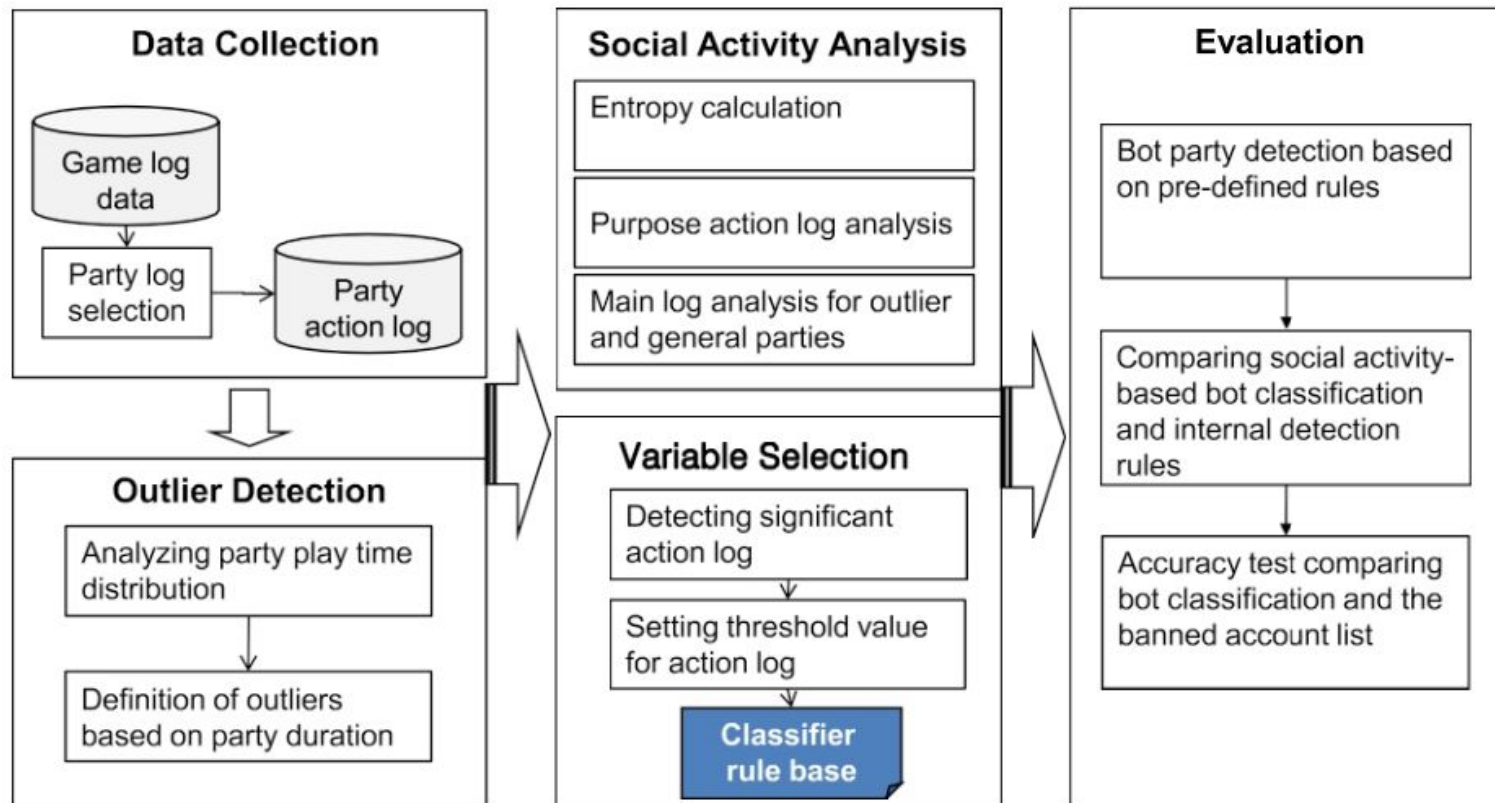 Data Collection
Game log
data
Party log
selection
Party
action log
Outlier Detection
Analyzing party play time
distribution
Definition of outliers
based on party duration
Social Activity Analysis
Entropy calculation
Purpose action log analysis
Main log analysis for outlier
and general parties
Variable Selection
Detecting significant
action log
Setting threshold value
for action log
Classifier
rule base
Evaluation
Bot party detection based
on pre-defined rules
Comparing social activity-
based bot classification
and internal detection
rules
Accuracy test comparing
bot classification and the
banned account list